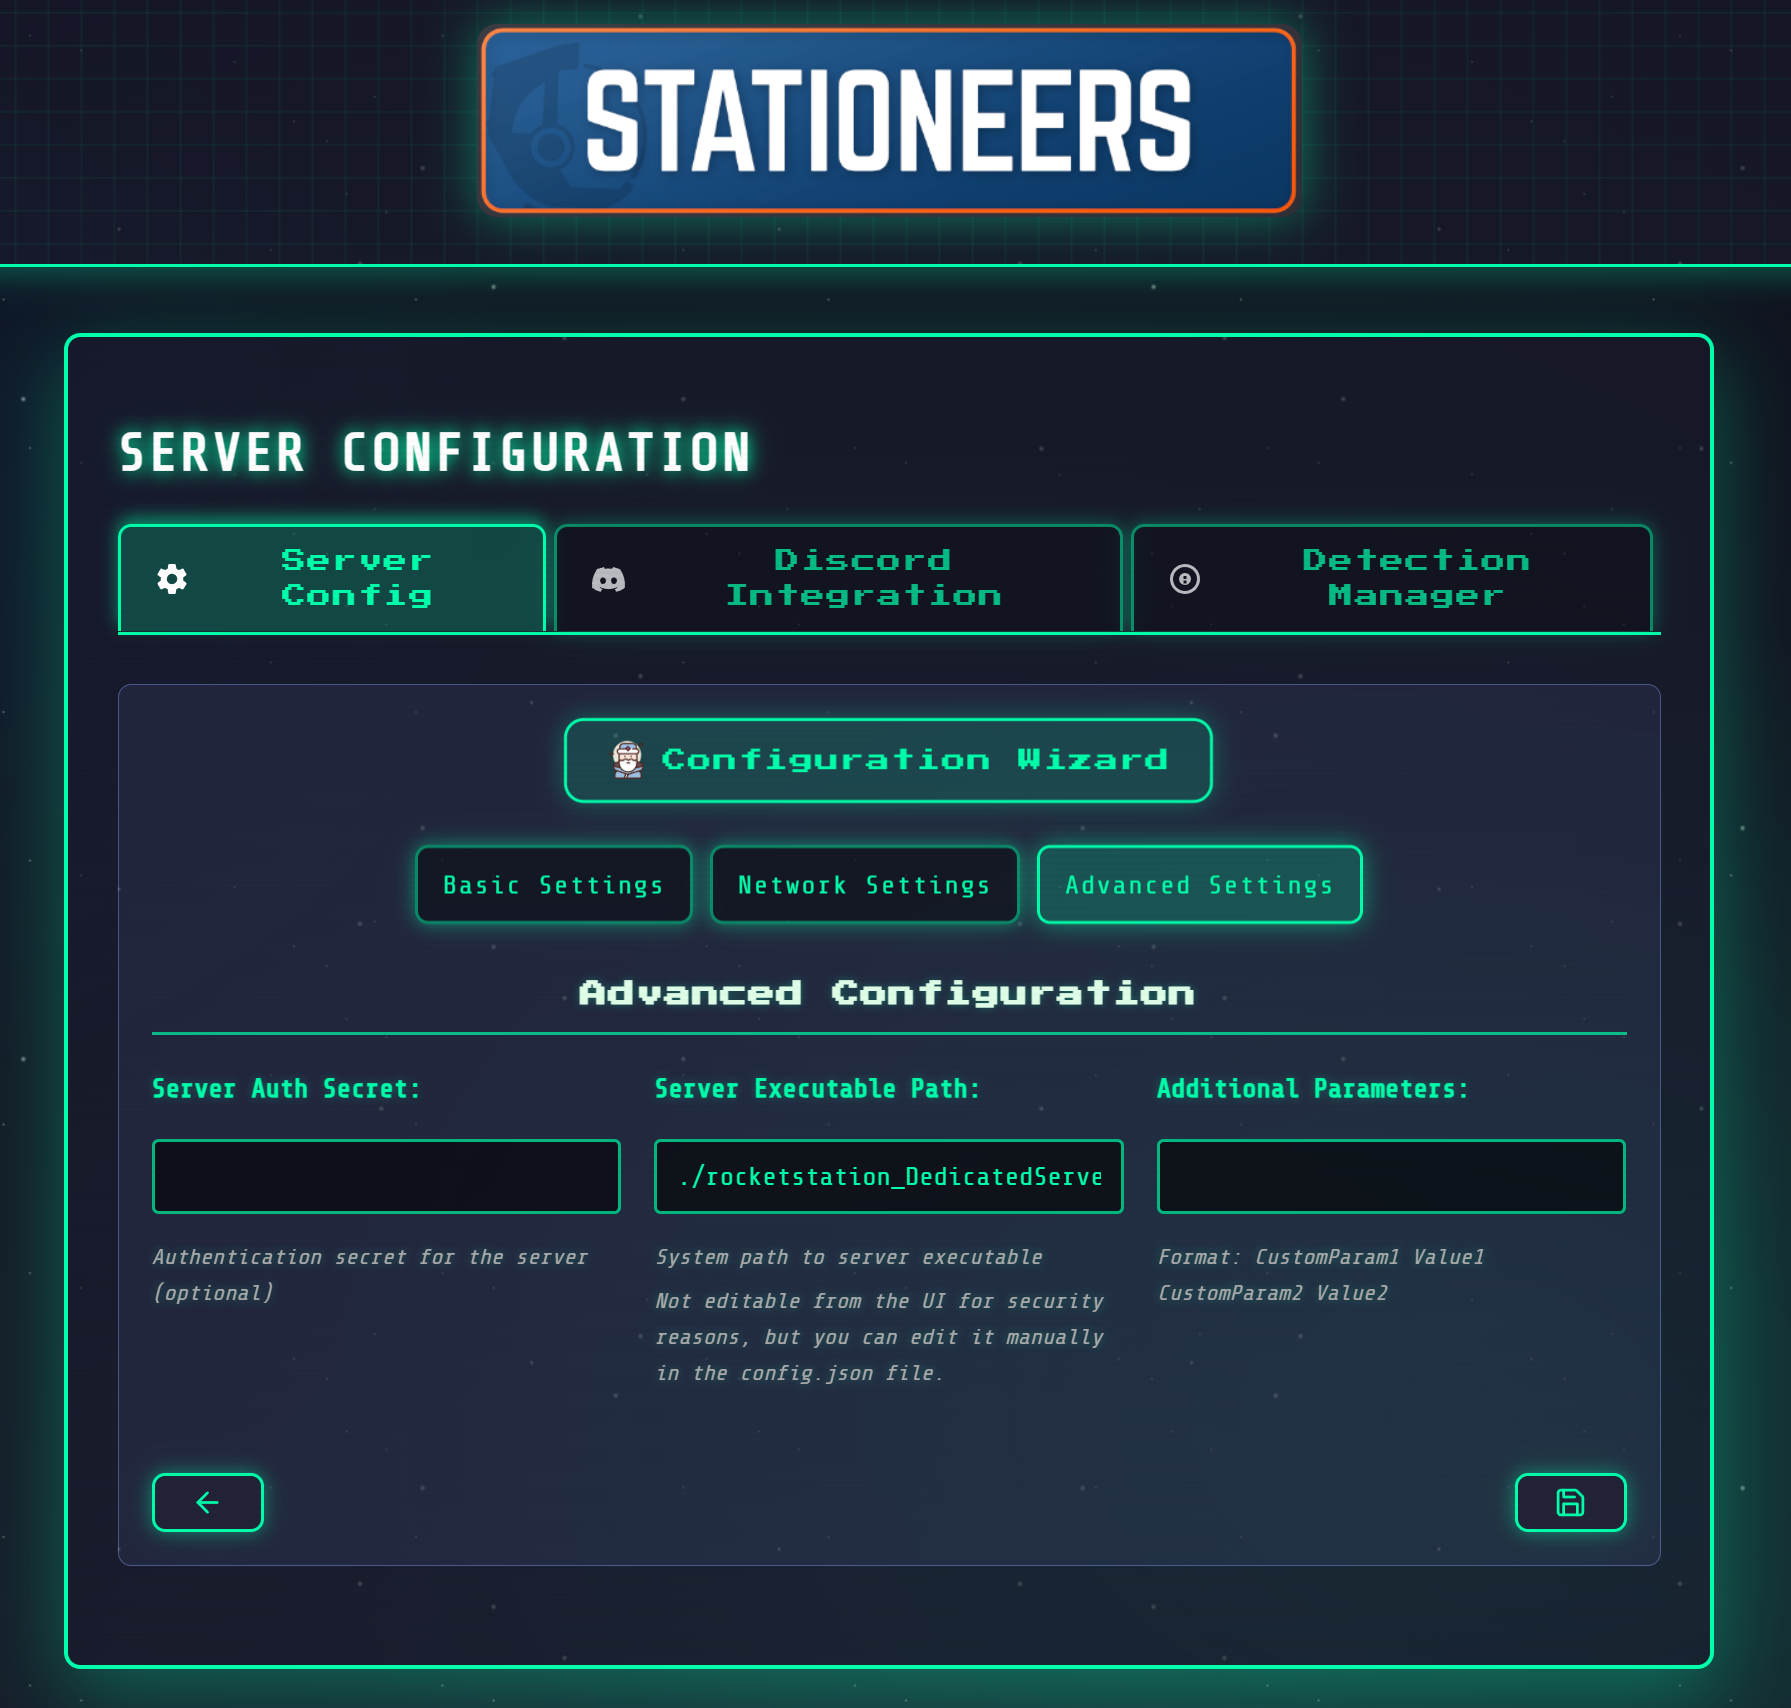 STATIONEERS
SERVER CONFIGURATION
Server
Config
Discord
Integration
Detection
Manager
Configuration Wizard
Basic Settings
Network Settings
Advanced Settings
Advanced Configuration
Server Auth Secret:
Server Executable Path:
Additional Parameters:
./rocketstation_DedicatedServe
Authentication secret for the server
(optional)
System path to server executable
Not editable from the UI for security
reasons, but you can edit it manually
in the config.json file.
Format: CustomParam1 Value1
CustomParam2 Value2